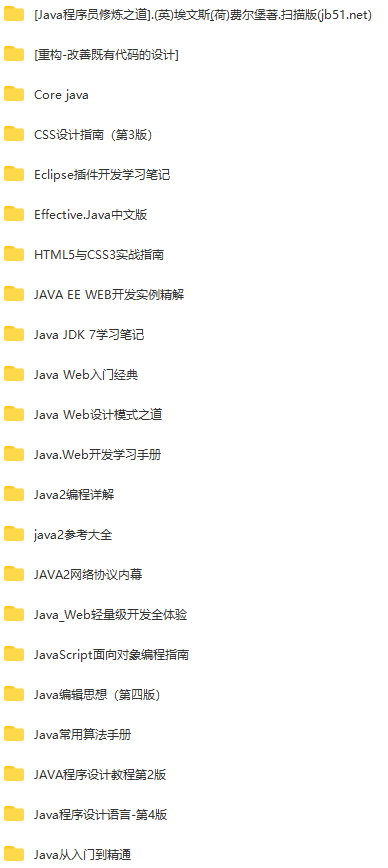 [Java程序员修炼之道].(英)埃文斯,(荷)费尔堡著.扫描版(jb51.net)
[重构-改善既有代码的设计]
Core java
CSS设计指南（第3版）
Eclipse插件开发学习笔记
Effective.Java中文版
HTML5与CSS3实战指南
JAVA EE WEB开发实例精解
Java JDK 7学习笔记
Java Web入门经典
Java Web设计模式之道
Java.Web开发学习手册
Java2编程详解
java2参考大全
JAVA2网络协议内幕
Java_Web轻量级开发全体验
JavaScript面向对象编程指南
Java编辑思想（第四版）
Java常用算法手册
JAVA程序设计教程第2版
Java程序设计语言-第4版
Java从入门到精通